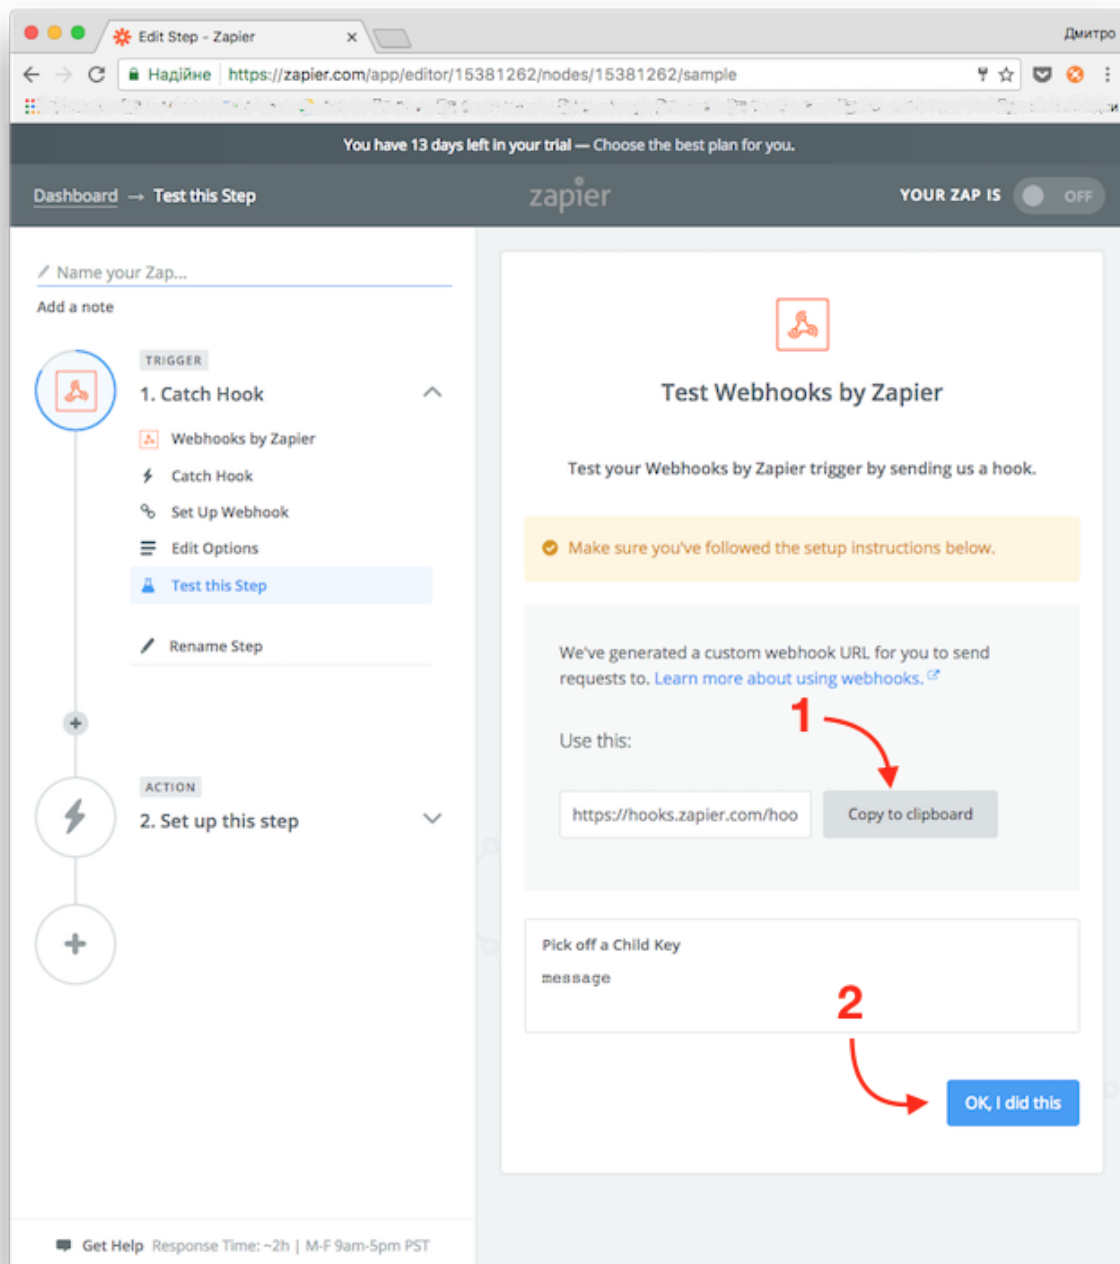 Edit Step - Zapier
Дмитро
Надійне https://zapier.com/app/editor/15381262/nodes/15381262/sample
You have 13 days left in your trial — Choose the best plan for you.
Dashboard → Test this Step
zapier
YOUR ZAP IS OFF
Name your Zap...
Add a note
TRIGGER
1. Catch Hook
Webhooks by Zapier
Catch Hook
Set Up Webhook
Edit Options
Test this Step
Rename Step
ACTION
2. Set up this step
Get Help Response Time: ~2h | M-F 9am-5pm PST
Test Webhooks by Zapier
Test your Webhooks by Zapier trigger by sending us a hook.
Make sure you've followed the setup instructions below.
We've generated a custom webhook URL for you to send
requests to. Learn more about using webhooks.
1
Use this:
https://hooks.zapier.com/hoo
Copy to clipboard
Pick off a Child Key
message
2
OK, I did this